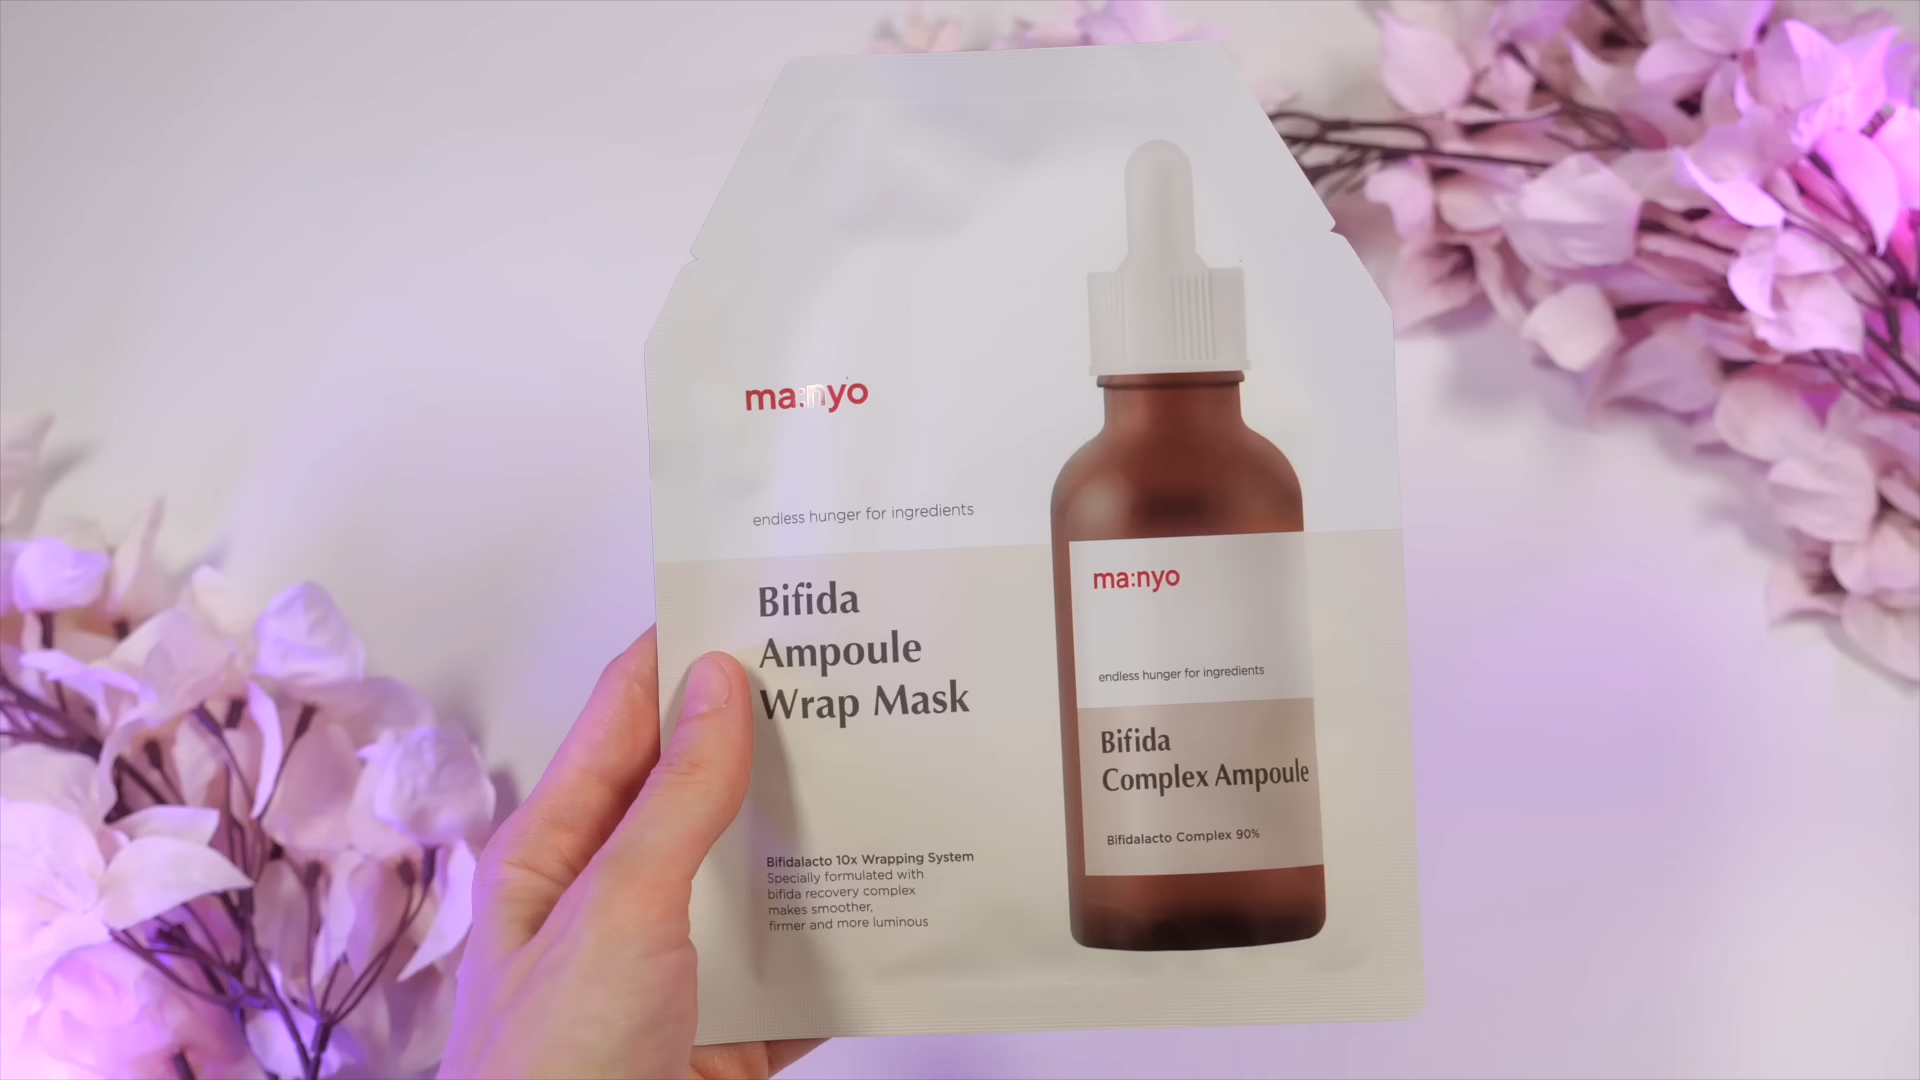 ma:nyo
endless hunger for ingredients
Bifida
Ampoule
Wrap Mask
Bifidalacto 10x Wrapping System
Specially formulated with
bifida recovery complex
makes smoother,
firmer and more luminous
ma:nyo
endless hunger for ingredients
Bifida
Complex Ampoule
Bifidalacto Complex 90%